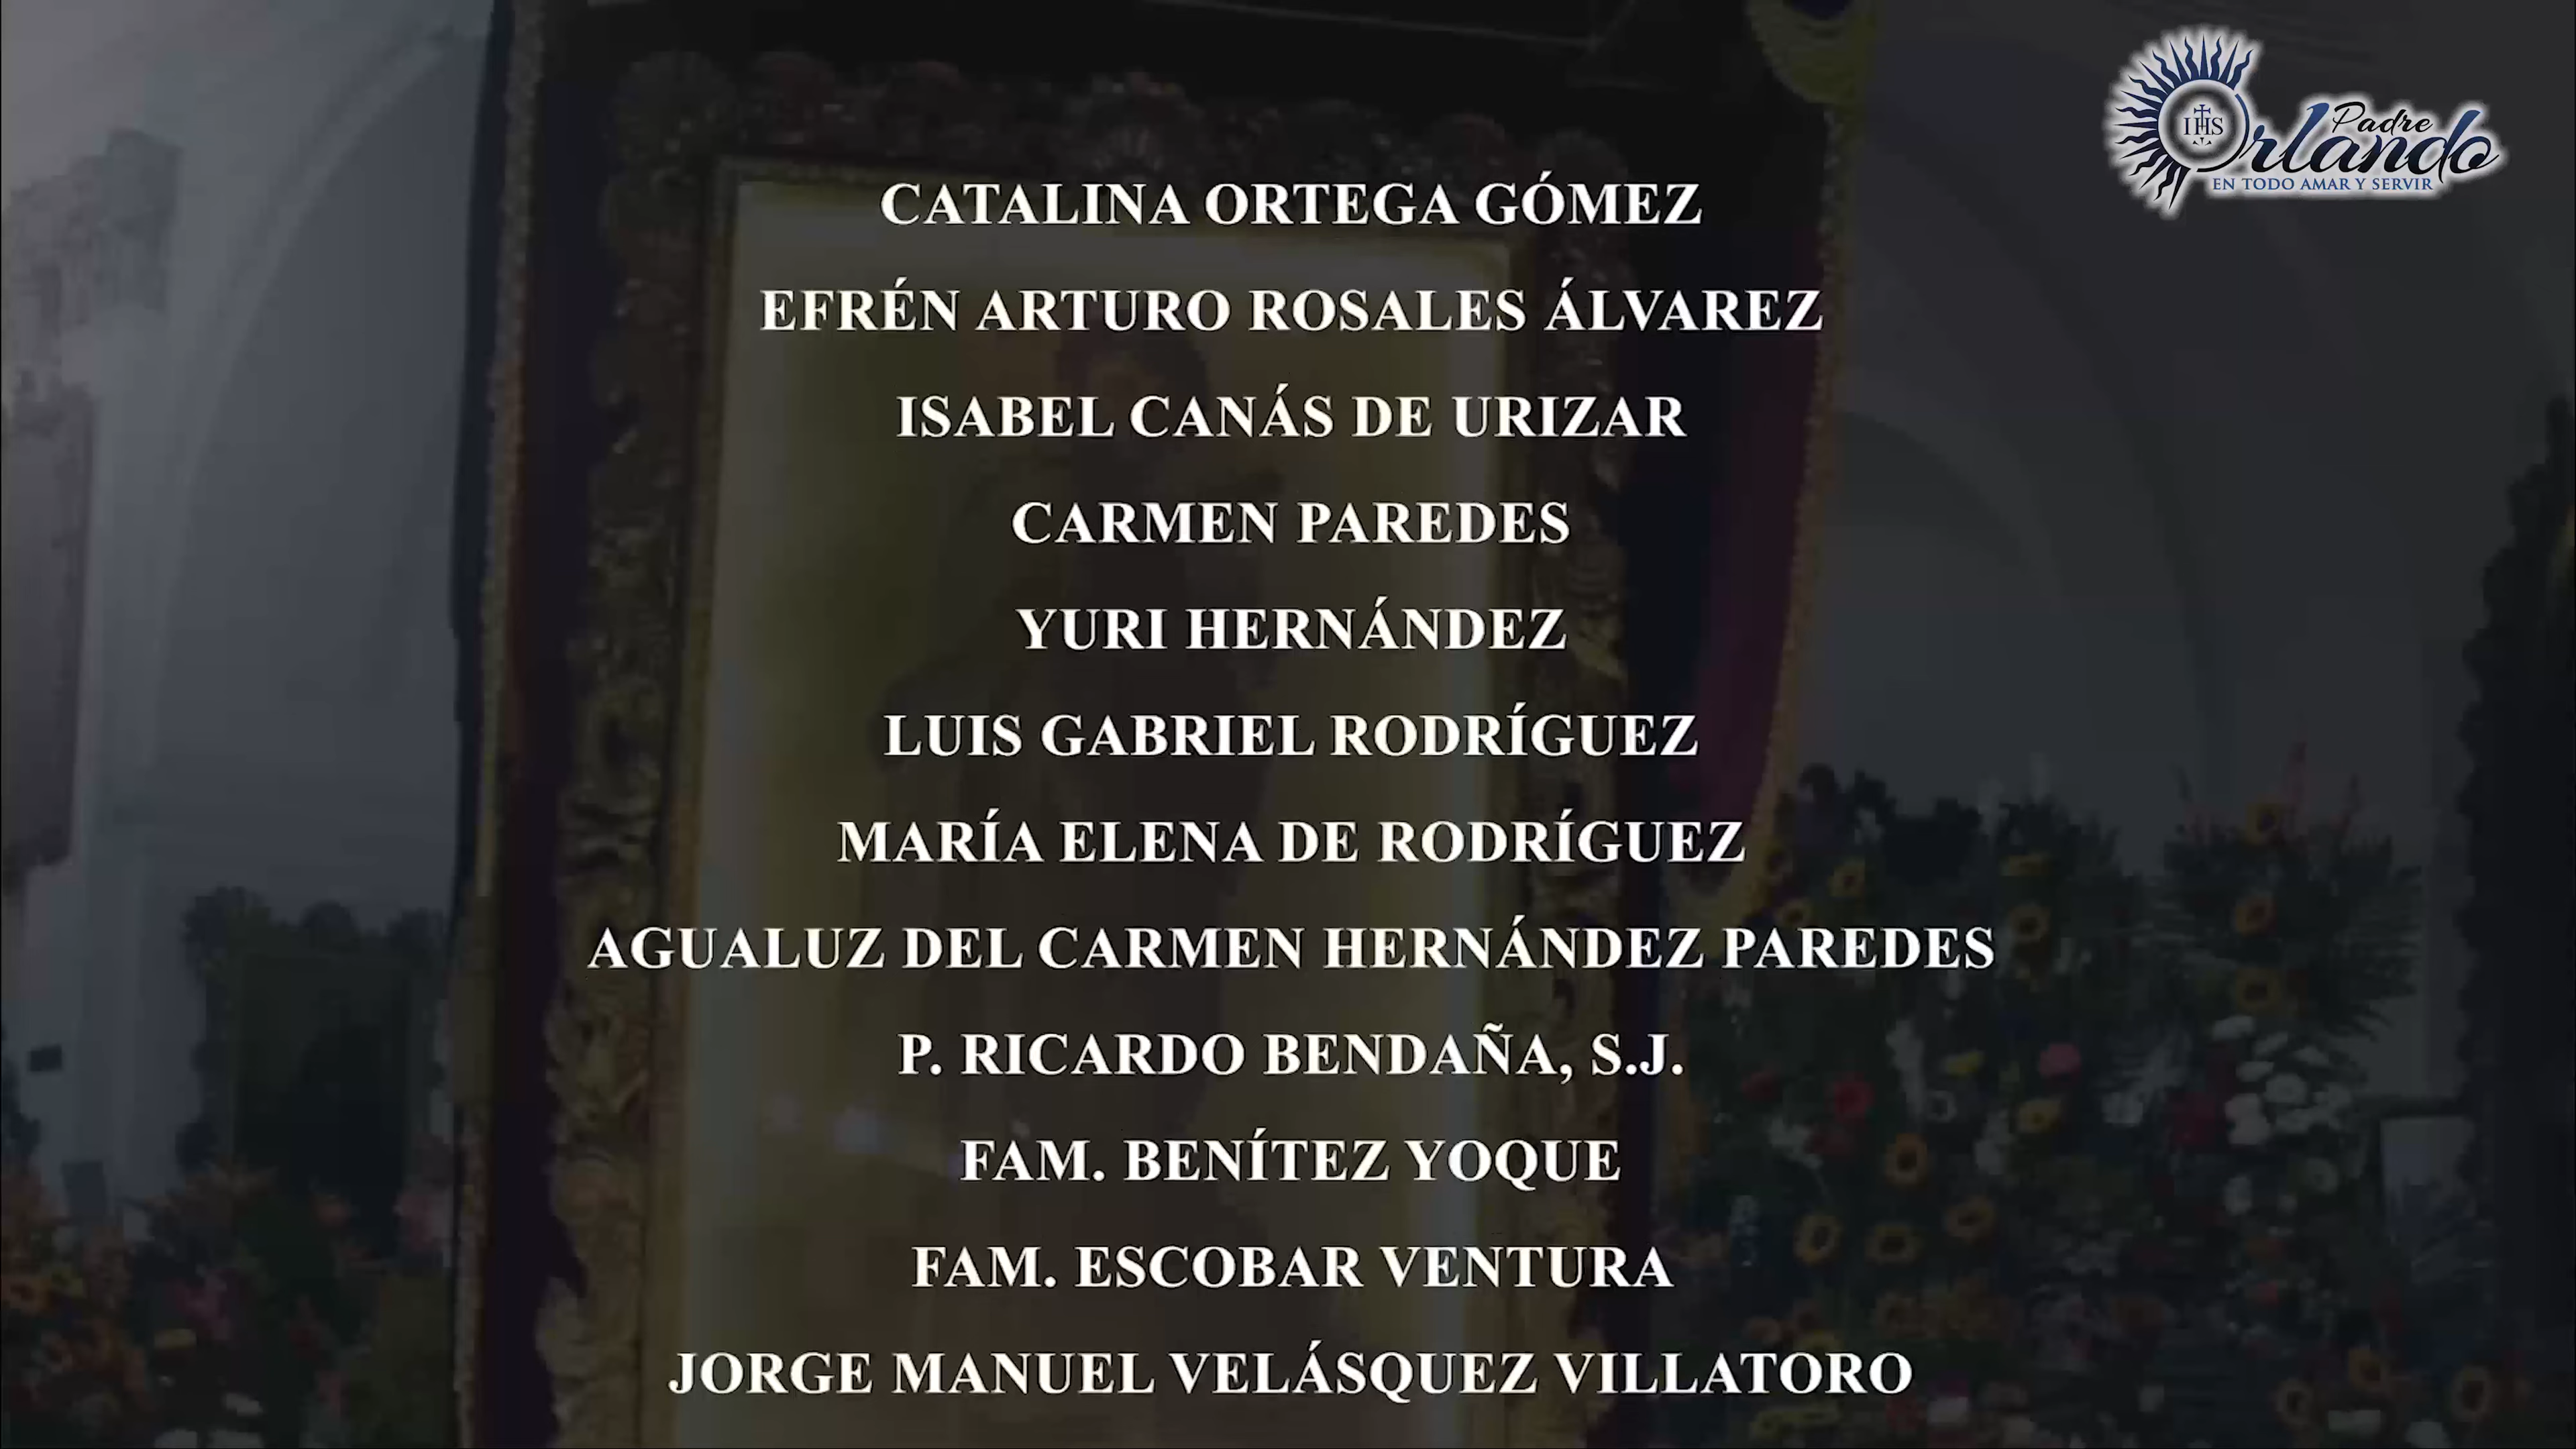 Padre
Orlando
IHS
EN TODO AMAR Y SERVIR
CATALINA ORTEGA GÓMEZ
EFRÉN ARTURO ROSALES ÁLVAREZ
ISABEL CANÁS DE URIZAR
CARMEN PAREDES
YURI HERNÁNDEZ
LUIS GABRIEL RODRÍGUEZ
MARÍA ELENA DE RODRÍGUEZ
AGUALUZ DEL CARMEN HERNÁNDEZ PAREDES
P. RICARDO BENDAÑA, S.J.
FAM. BENÍTEZ YOQUE
FAM. ESCOBAR VENTURA
JORGE MANUEL VELÁSQUEZ VILLATORO